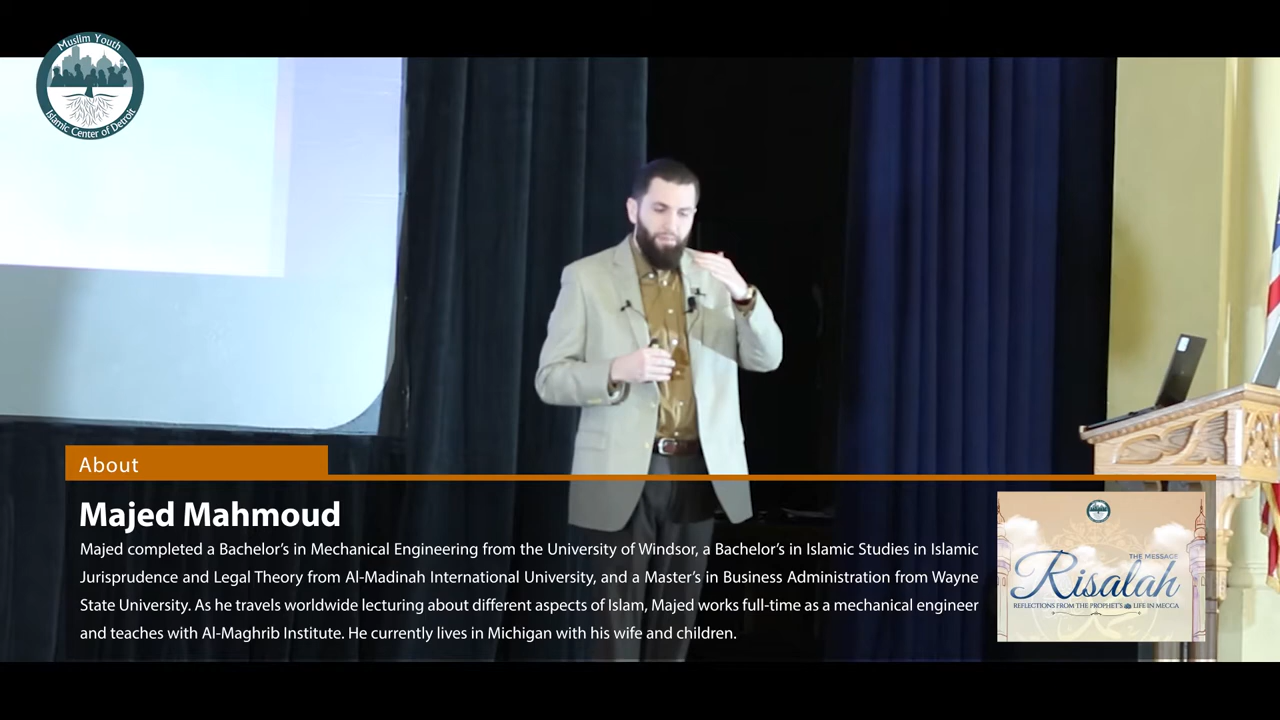 Muslim Youth
Islamic Center of Detroit
About
Majed Mahmoud
Majed completed a Bachelor's in Mechanical Engineering from the University of Windsor, a Bachelor's in Islamic Studies in Islamic
Jurisprudence and Legal Theory from Al-Madinah International University, and a Master's in Business Administration from Wayne
State University. As he travels worldwide lecturing about different aspects of Islam, Majed works full-time as a mechanical engineer
and teaches with Al-Maghrib Institute. He currently lives in Michigan with his wife and children.
THE MESSAGE
Risalah
REFLECTIONS FROM THE PROPHET'S LIFE IN MECCA